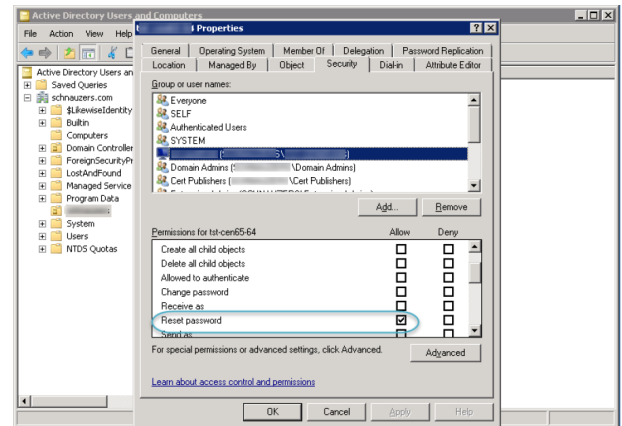 Active Directory Users and Computers
Properties
File Action View Help
General Operating System Member Of Delegation Password Replication
Location Managed By Object Security Dial-in Attribute Editor
Active Directory Users an
Saved Queries
schnauzers.com
$LikewiseIdentity
Builtin
Computers
Domain Controller
ForeignSecurityPr
LostAndFound
Managed Service
Program Data
System
Users
NTDS Quotas
Group or user names:
Everyone
SELF
Authenticated Users
SYSTEM
Domain Admins ( \Domain Admins)
Cert Publishers ( \Cert Publishers)
Add... Remove
Permissions for tst-cen65-64 Allow Deny
Create all child objects
Delete all child objects
Allowed to authenticate
Change password
Receive as
Reset password
Send as
For special permissions or advanced settings, click Advanced. Advanced
Learn about access control and permissions
OK Cancel Apply Help